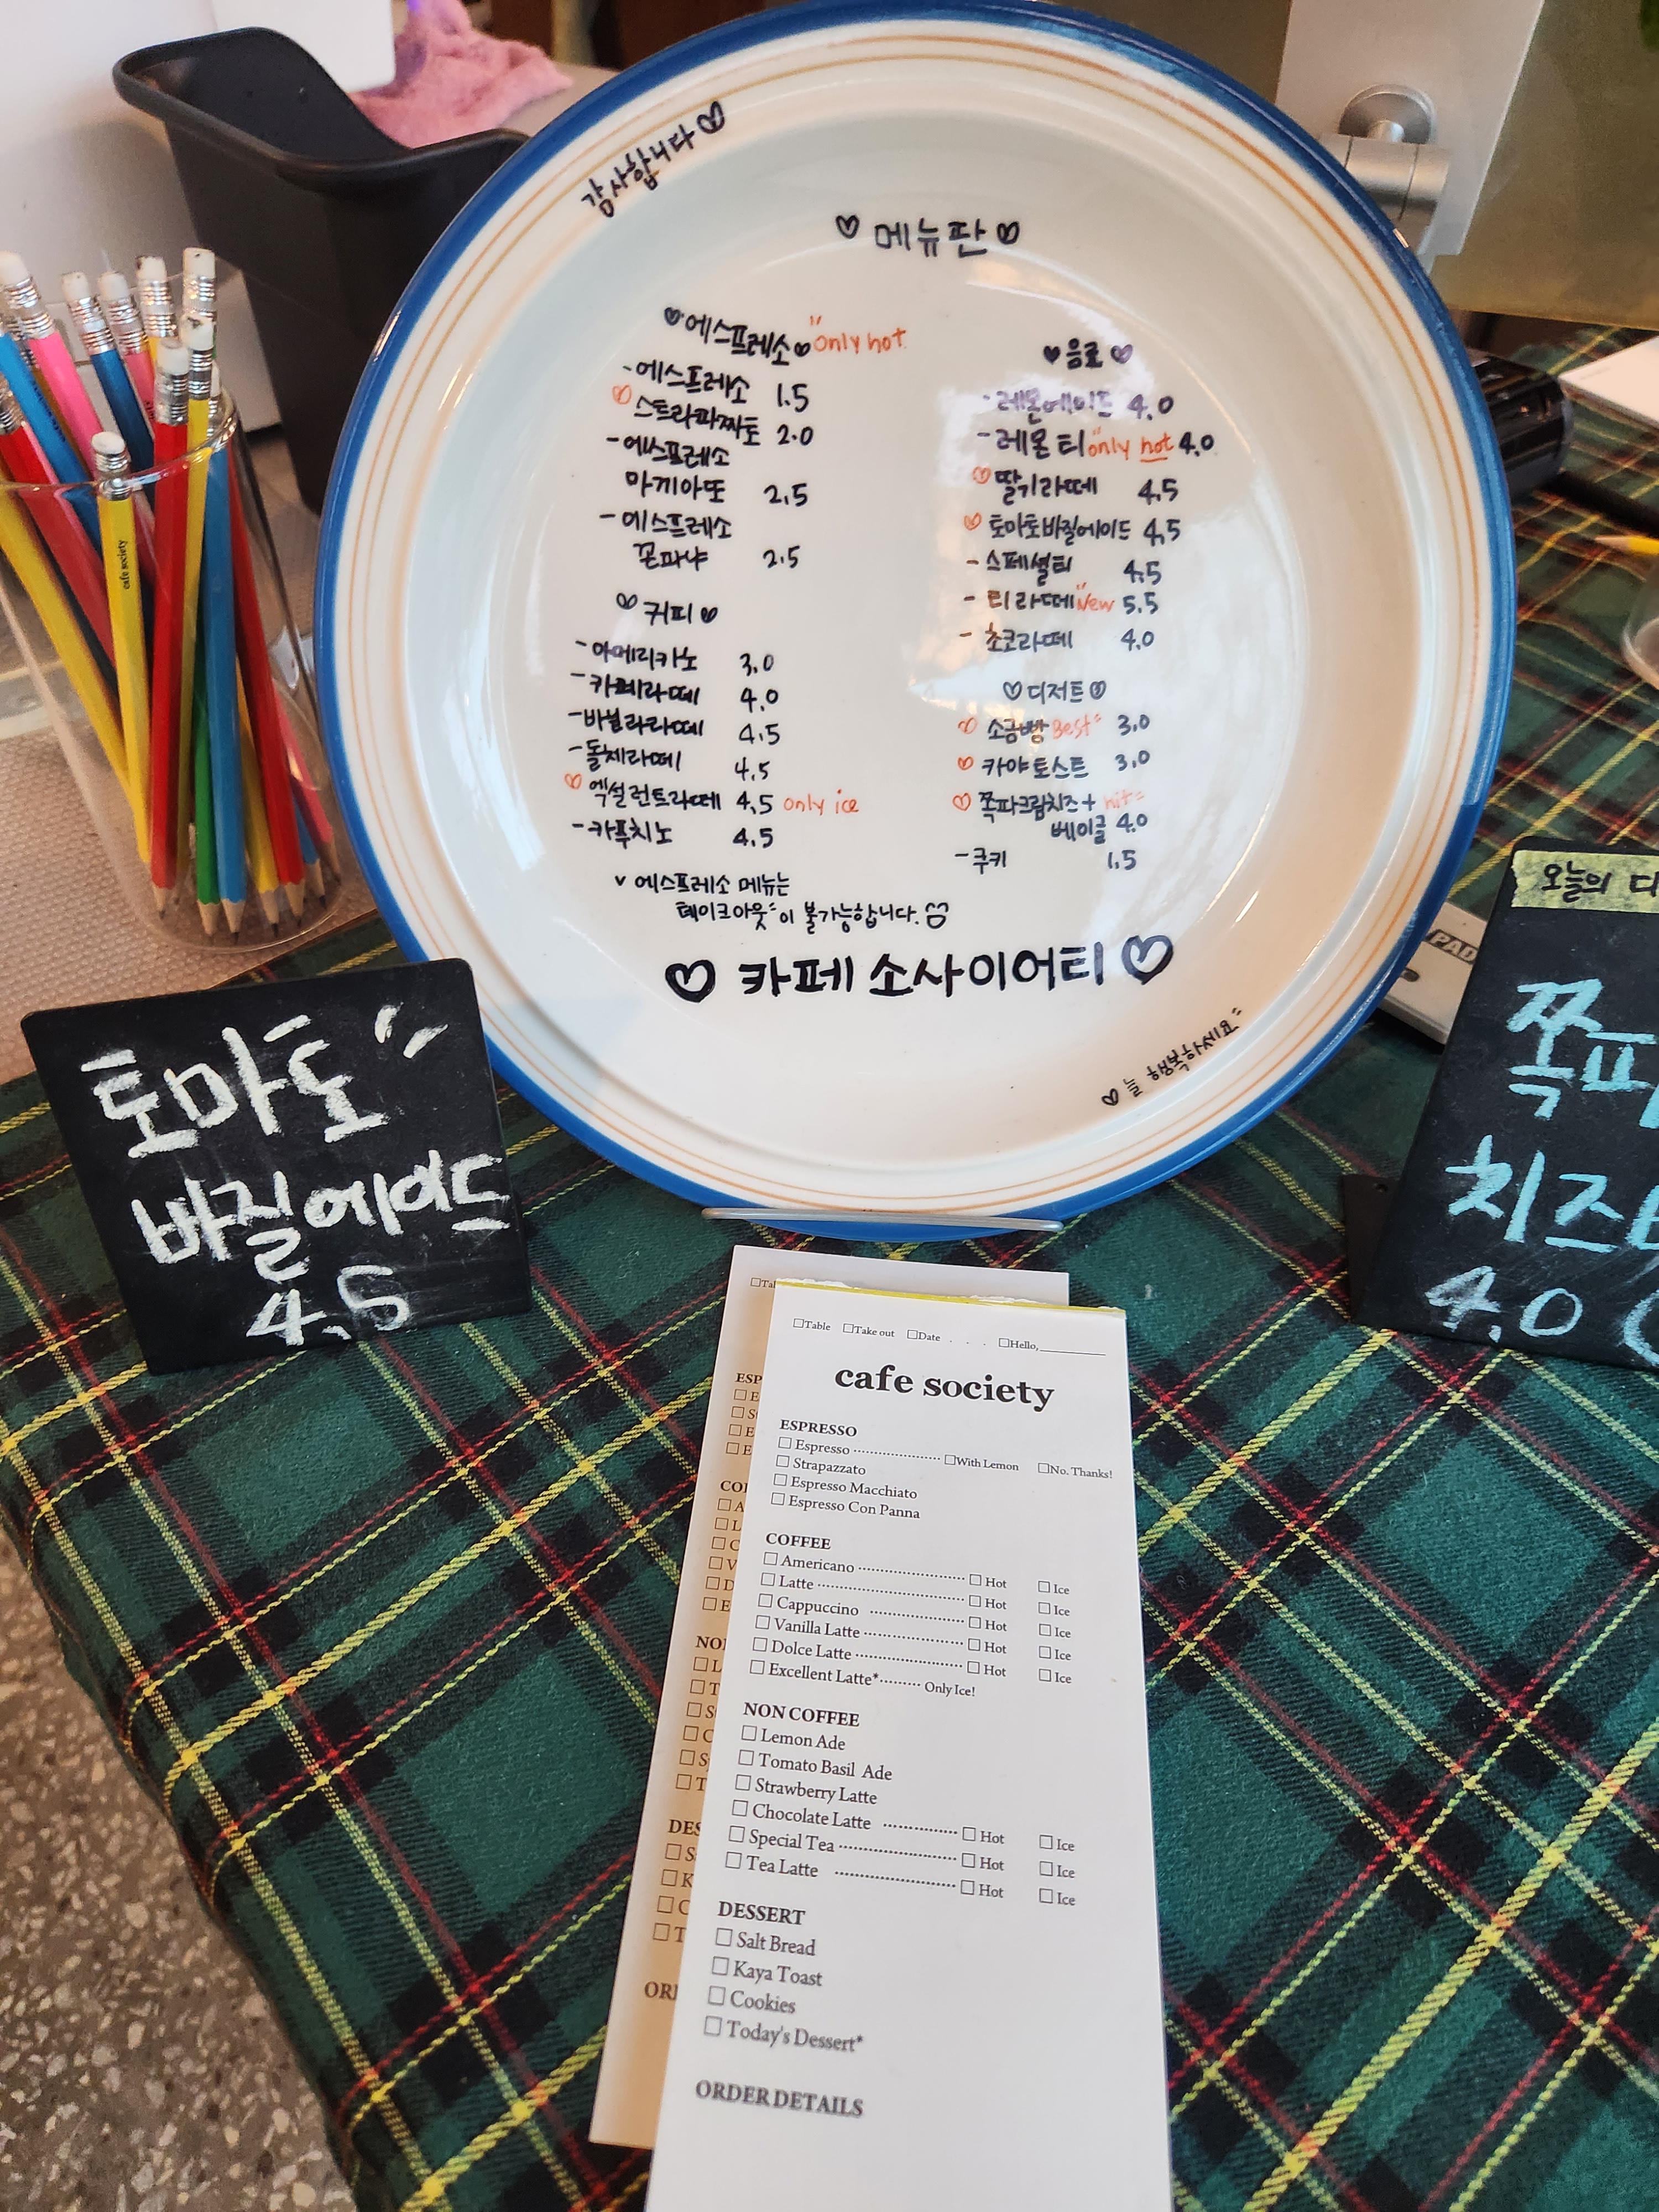 감사합니다
메뉴판
에스프레소 "only hot
-에스프레소 1.5
스트라파짜토 2.0
-에스프레소
마끼아또 2.5
-에스프레소
꼰파냐 2.5
커피
-아메리카노 3.0
-카페라떼 4.0
-바닐라라떼 4.5
-돌체라떼 4.5
엑설런트라떼 4.5 only ice
-카푸치노 4.5
v 에스프레소 메뉴는
테이크아웃"이 불가능합니다.
음료
-레몬에이드 4.0
-레몬티 "only hot 4.0
딸기라떼 4.5
토마토바질에이드 4.5
-스페셜티 4.5
-티라떼 "New 5.5
-초코라떼 4.0
디저트
소금빵 Best" 3.0
카야토스트 3.0
쪽파크림치즈+ hit"
베이글 4.0
-쿠키 1.5
카페 소사이어티
늘 행복하세요"
cafe society
토마토"
바질에이드
4.5
오늘의 디
쪽파
치즈
4.0
PAD
□Table □Take out □Date . . . □Hello,
cafe society
ESPRESSO
□ Espresso □With Lemon □No. Thanks!
□ Strapazzato
□ Espresso Macchiato
□ Espresso Con Panna
COFFEE
□ Americano □ Hot □ Ice
□ Latte □ Hot □ Ice
□ Cappuccino □ Hot □ Ice
□ Vanilla Latte □ Hot □ Ice
□ Dolce Latte □ Hot □ Ice
□ Excellent Latte* Only Ice!
NON COFFEE
□ Lemon Ade
□ Tomato Basil Ade
□ Strawberry Latte
□ Chocolate Latte □ Hot □ Ice
□ Special Tea □ Hot □ Ice
□ Tea Latte □ Hot □ Ice
DESSERT
□ Salt Bread
□ Kaya Toast
□ Cookies
□ Today's Dessert*
ORDER DETAILS